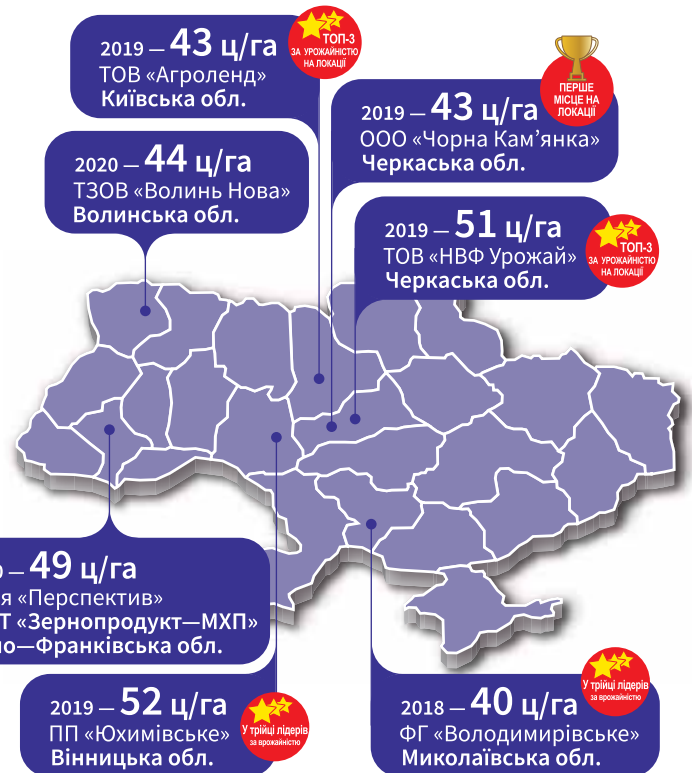 2019 — 43 ц/га
ТОВ «Агроленд»
Київська обл.
ТОП-3
ЗА УРОЖАЙНІСТЮ
НА ЛОКАЦІЇ
2019 — 43 ц/га
ООО «Чорна Кам’янка»
Черкаська обл.
ПЕРШЕ
МІСЦЕ НА
ЛОКАЦІЇ
2020 — 44 ц/га
ТЗОВ «Волинь Нова»
Волинська обл.
2019 — 51 ц/га
ТОВ «НВФ Урожай»
Черкаська обл.
ТОП-3
ЗА УРОЖАЙНІСТЮ
НА ЛОКАЦІЇ
— 49 ц/га
«Перспектив»
«Зернопродукт—МХП»
—Франківська обл.
2019 — 52 ц/га
ПП «Юхимівське»
Вінницька обл.
У трійці лідерів
за врожайністю
2018 — 40 ц/га
ФГ «Володимирівське»
Миколаївська обл.
У трійці лідерів
за врожайністю